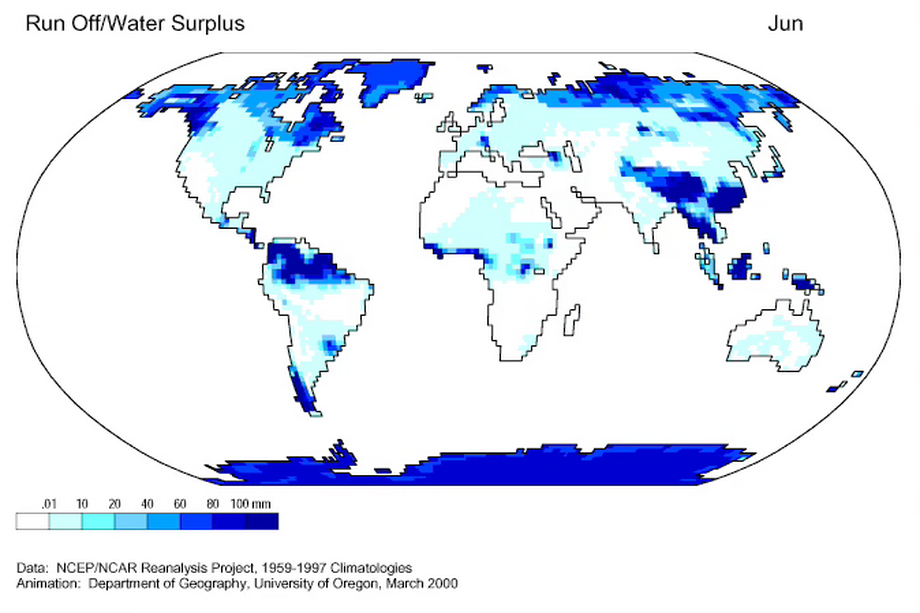 Run Off/Water Surplus
Jun
.01 10 20 40 60 80 100 mm
Data: NCEP/NCAR Reanalysis Project, 1959-1997 Climatologies
Animation: Department of Geography, University of Oregon, March 2000